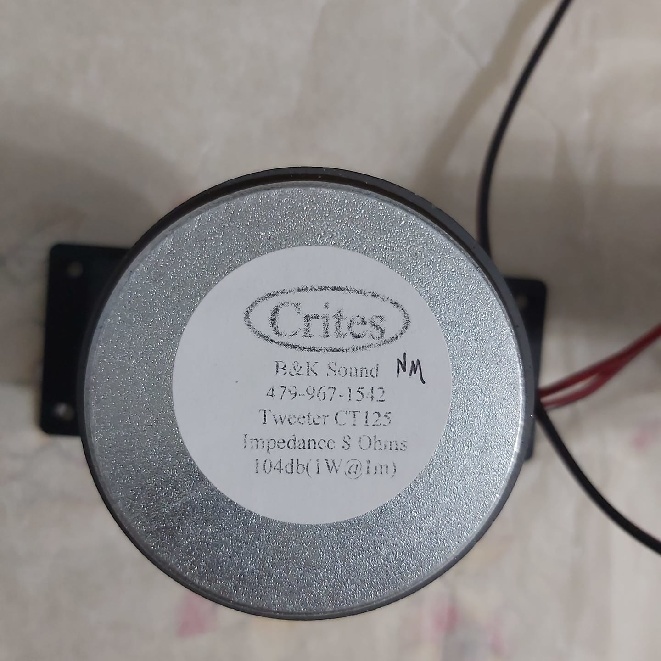 Crites
B&K Sound NM
479-967-1542
Tweeter CT125
Impedance 8 Ohms
104db(1W@1m)